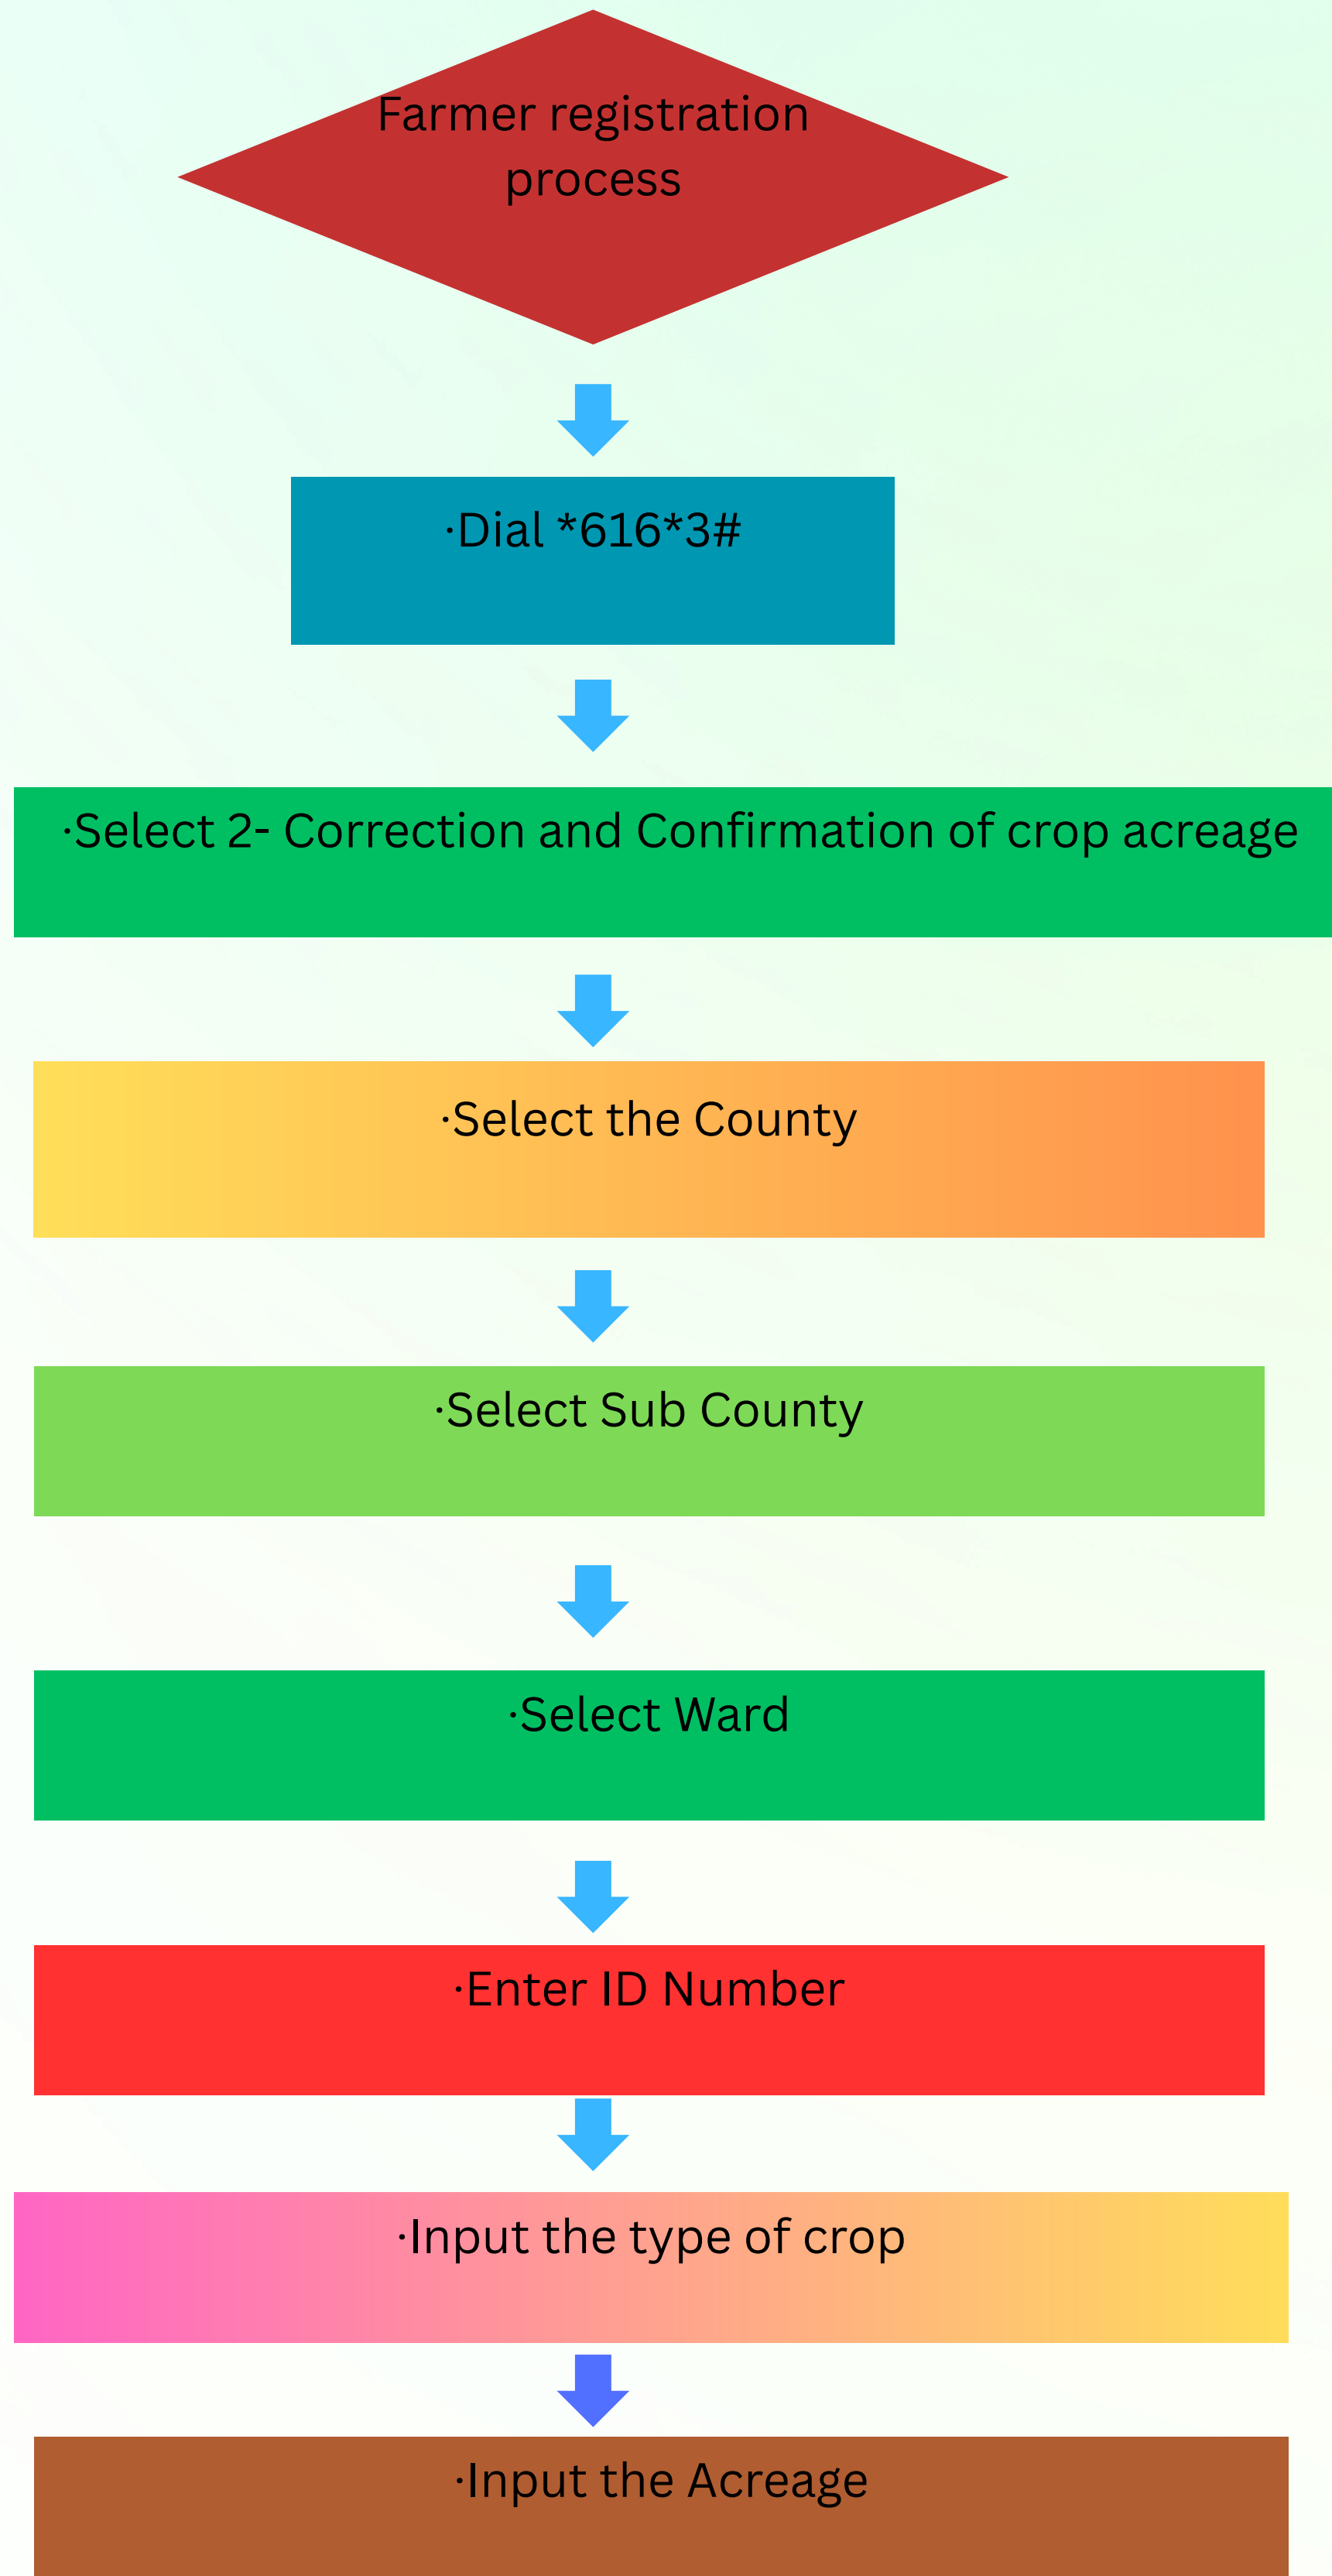 Farmer registration
process
·Dial *616*3#
·Select 2- Correction and Confirmation of crop acreage
·Select the County
·Select Sub County
·Select Ward
·Enter ID Number
·Input the type of crop
·Input the Acreage